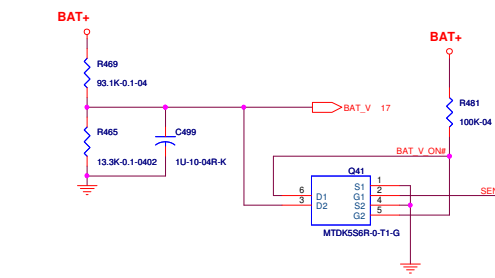 BAT+
BAT+
R469
93.1K-0.1-04
R481
100K-04
BAT_V 17
R465
13.3K-0.1-0402
C499
1U-10-04R-K
BAT_V_ON#
Q41
6 D1 S1 1
3 D2 G1 2
S2 4
G2 5
SEN
MTDK5S6R-0-T1-G